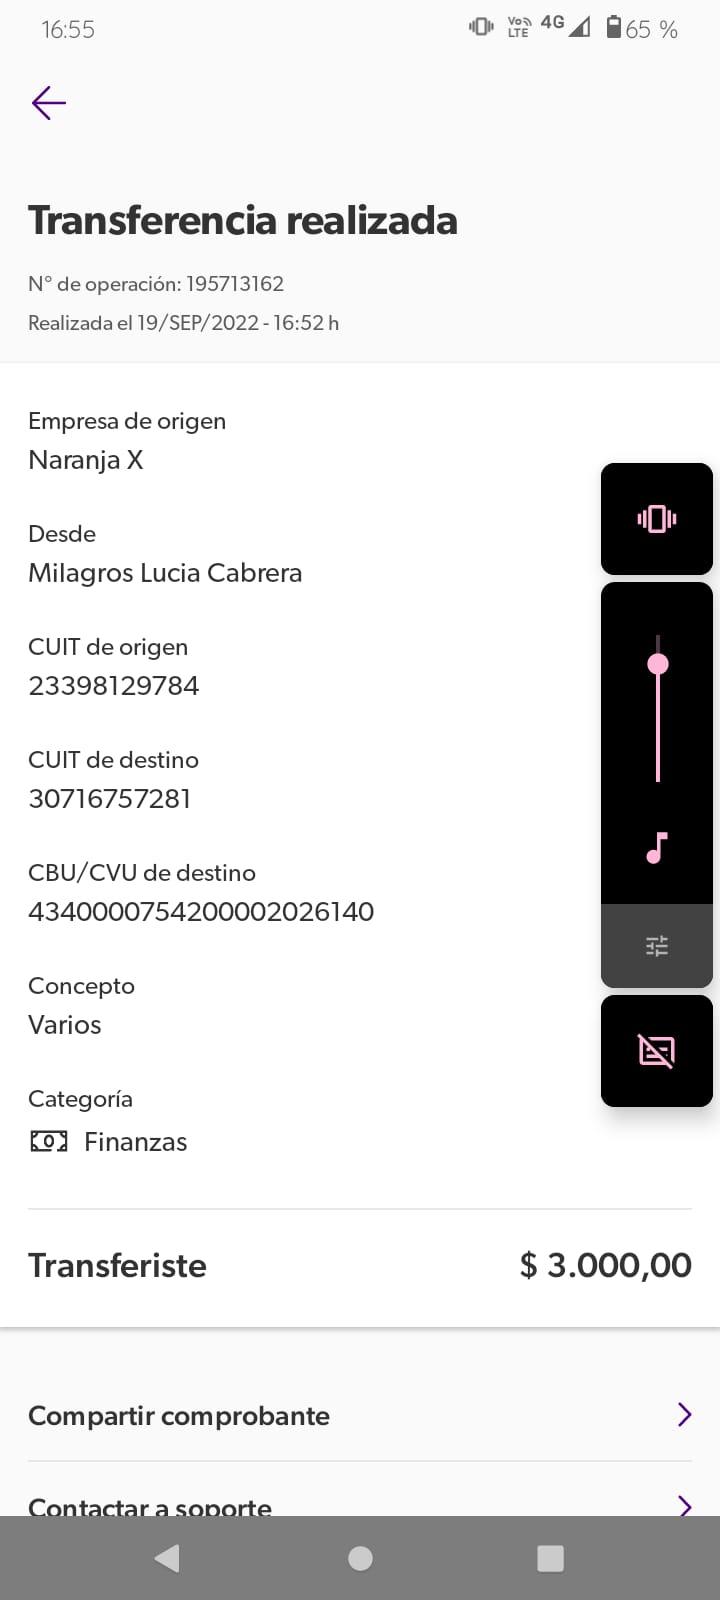 16:55
Vo LTE 4G 65 %
Transferencia realizada
N° de operación: 195713162
Realizada el 19/SEP/2022 - 16:52 h
Empresa de origen
Naranja X
Desde
Milagros Lucia Cabrera
CUIT de origen
23398129784
CUIT de destino
30716757281
CBU/CVU de destino
4340000754200002026140
Concepto
Varios
Categoría
Finanzas
Transferiste $ 3.000,00
Compartir comprobante
Contactar a soporte